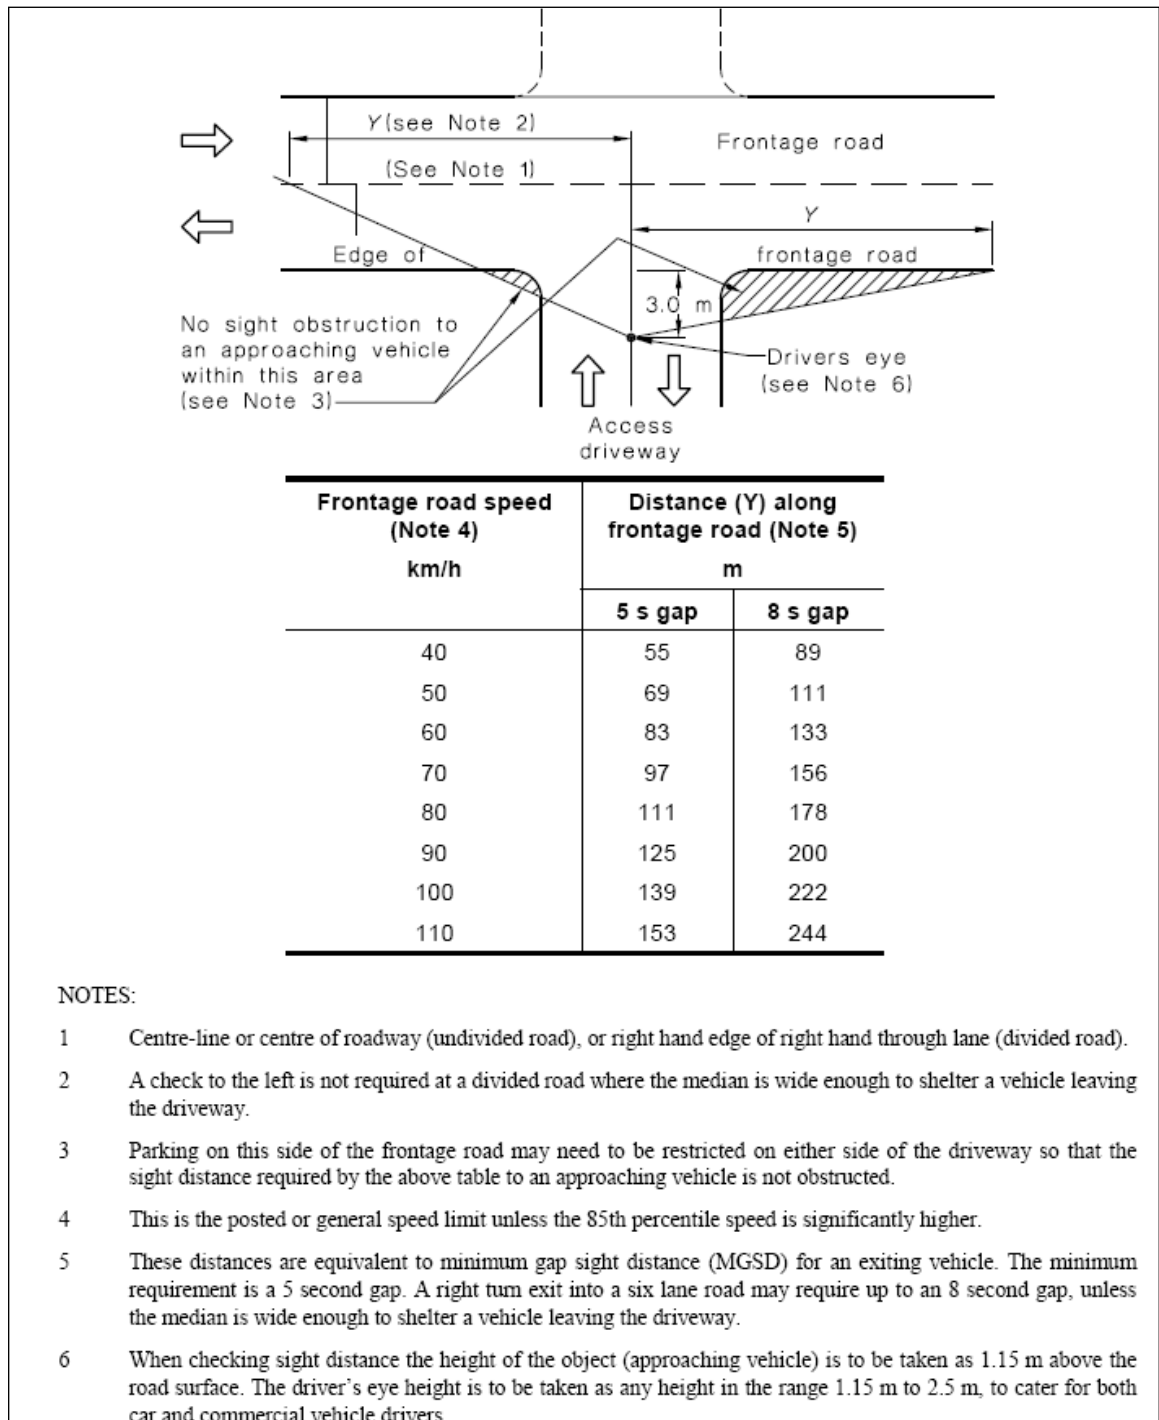 Y(see Note 2)
Frontage road
(See Note 1)
Y
Edge of
frontage road
3.0 m
No sight obstruction to
an approaching vehicle
within this area
(see Note 3)
Drivers eye
(see Note 6)
Access
driveway
Frontage road speed
(Note 4)
km/h
Distance (Y) along
frontage road (Note 5)
m
5 s gap 8 s gap
40 55 89
50 69 111
60 83 133
70 97 156
80 111 178
90 125 200
100 139 222
110 153 244
NOTES:
1 Centre-line or centre of roadway (undivided road), or right hand edge of right hand through lane (divided road).
2 A check to the left is not required at a divided road where the median is wide enough to shelter a vehicle leaving
the driveway.
3 Parking on this side of the frontage road may need to be restricted on either side of the driveway so that the
sight distance required by the above table to an approaching vehicle is not obstructed.
4 This is the posted or general speed limit unless the 85th percentile speed is significantly higher.
5 These distances are equivalent to minimum gap sight distance (MGSD) for an exiting vehicle. The minimum
requirement is a 5 second gap. A right turn exit into a six lane road may require up to an 8 second gap, unless
the median is wide enough to shelter a vehicle leaving the driveway.
6 When checking sight distance the height of the object (approaching vehicle) is to be taken as 1.15 m above the
road surface. The driver's eye height is to be taken as any height in the range 1.15 m to 2.5 m, to cater for both
car and commercial vehicle drivers.